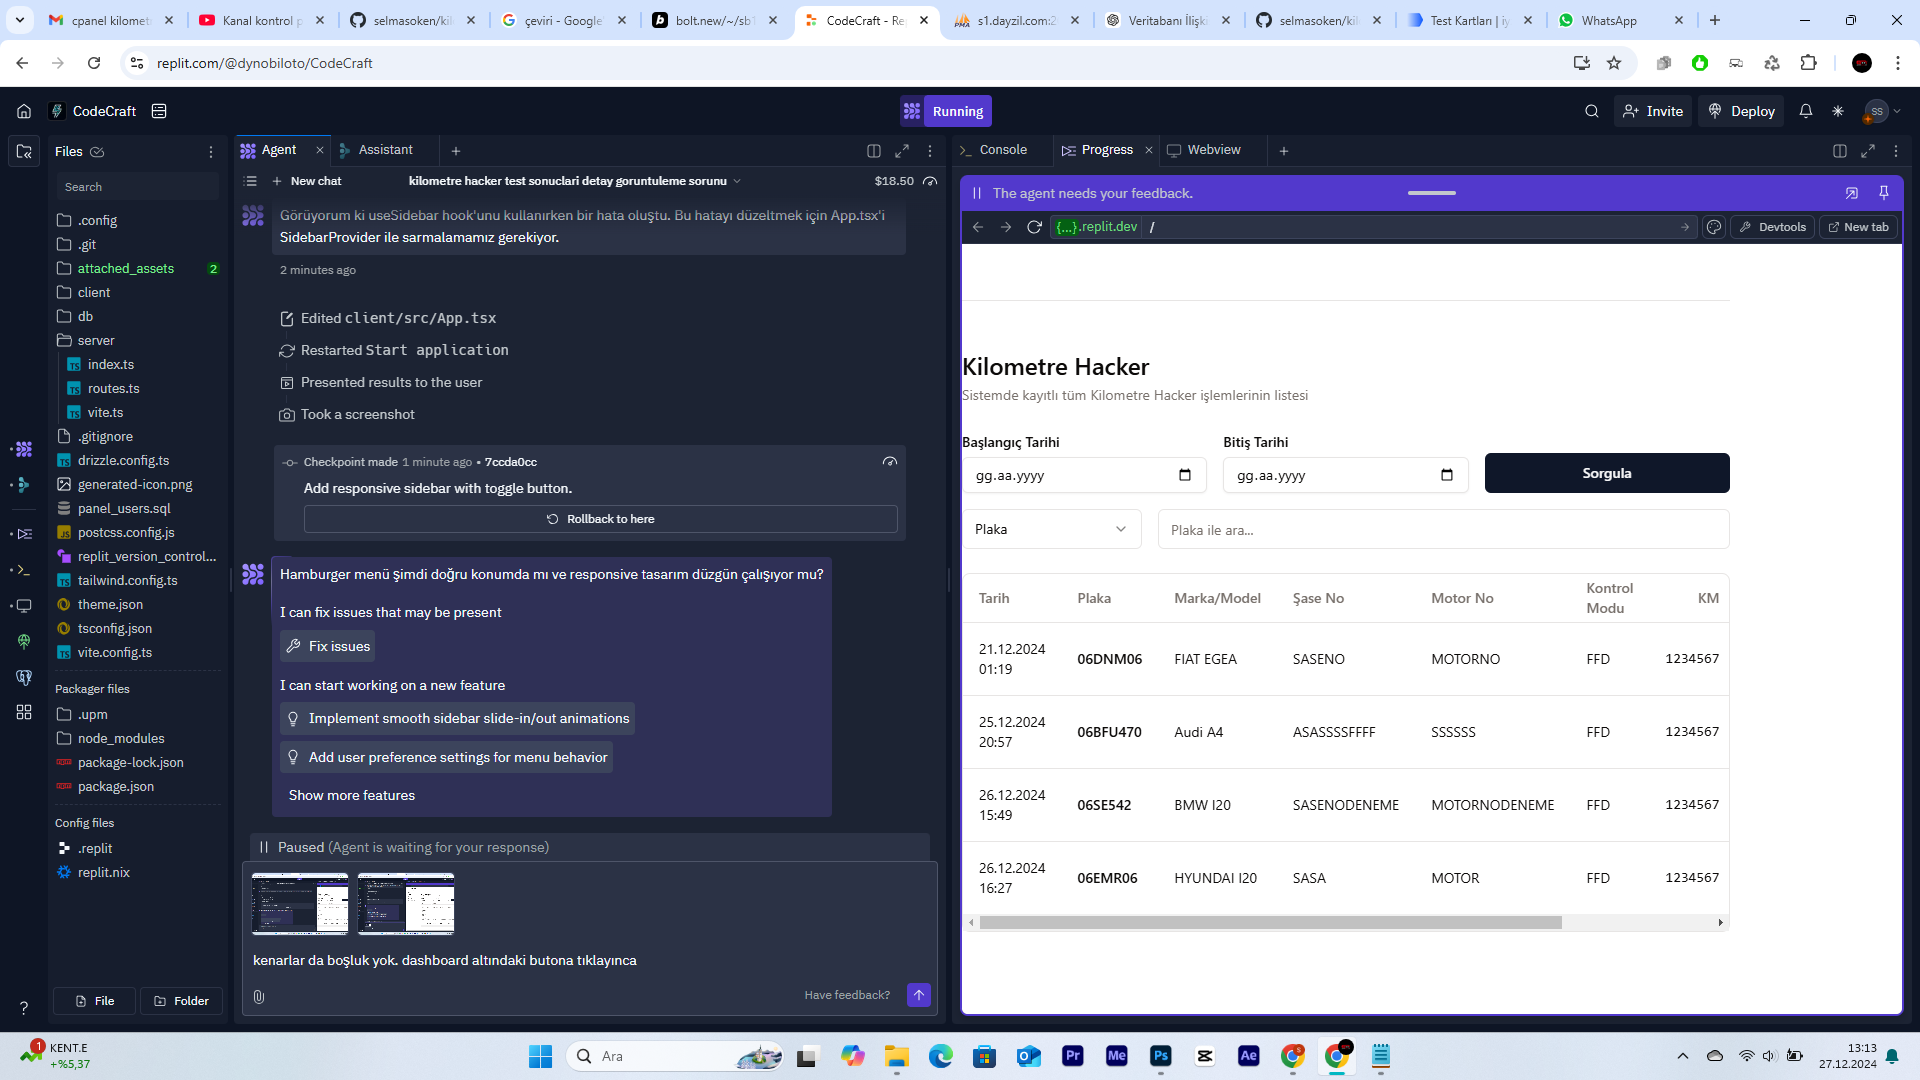 cpanel kilomet
Kanal kontrol p
selmasoken/kil
çeviri - Google'
bolt.new/~/sb1
CodeCraft - Re
s1.dayzil.com:2
Veritabanı İlişki
selmasoken/kil
Test Kartları | iy
WhatsApp
replit.com/@dynobiloto/CodeCraft
CodeCraft
Running
Invite
Deploy
SS
Files
Search
.config
.git
attached_assets 2
client
db
server
index.ts
routes.ts
vite.ts
.gitignore
drizzle.config.ts
generated-icon.png
panel_users.sql
postcss.config.js
replit_version_control...
tailwind.config.ts
theme.json
tsconfig.json
vite.config.ts
Packager files
.upm
node_modules
package-lock.json
package.json
Config files
.replit
replit.nix
File
Folder
Agent
Assistant
New chat
kilometre hacker test sonuclari detay goruntuleme sorunu
$18.50
Görüyorum ki useSidebar hook'unu kullanırken bir hata oluştu. Bu hatayı düzeltmek için App.tsx'i
SidebarProvider ile sarmalamamız gerekiyor.
2 minutes ago
Edited client/src/App.tsx
Restarted Start application
Presented results to the user
Took a screenshot
Checkpoint made 1 minute ago • 7ccda0cc
Add responsive sidebar with toggle button.
Rollback to here
Hamburger menü şimdi doğru konumda mı ve responsive tasarım düzgün çalışıyor mu?
I can fix issues that may be present
Fix issues
I can start working on a new feature
Implement smooth sidebar slide-in/out animations
Add user preference settings for menu behavior
Show more features
Paused (Agent is waiting for your response)
kenarlar da boşluk yok. dashboard altındaki butona tıklayınca
Have feedback?
Console
Progress
Webview
The agent needs your feedback.
{...}.replit.dev /
Devtools
New tab
Kilometre Hacker
Sistemde kayıtlı tüm Kilometre Hacker işlemlerinin listesi
Başlangıç Tarihi
Bitiş Tarihi
gg.aa.yyyy
gg.aa.yyyy
Sorgula
Plaka
Plaka ile ara...
Tarih Plaka Marka/Model Şase No Motor No Kontrol Modu KM
21.12.2024 01:19 06DNM06 FIAT EGEA SASENO MOTORNO FFD 1234567
25.12.2024 20:57 06BFU470 Audi A4 ASASSSSFFFF SSSSSS FFD 1234567
26.12.2024 15:49 06SE542 BMW I20 SASENODENEME MOTORNODENEME FFD 1234567
26.12.2024 16:27 06EMR06 HYUNDAI I20 SASA MOTOR FFD 1234567
1
KENT.E
+%5,37
Ara
Pr
Me
Ps
Ae
13:13
27.12.2024